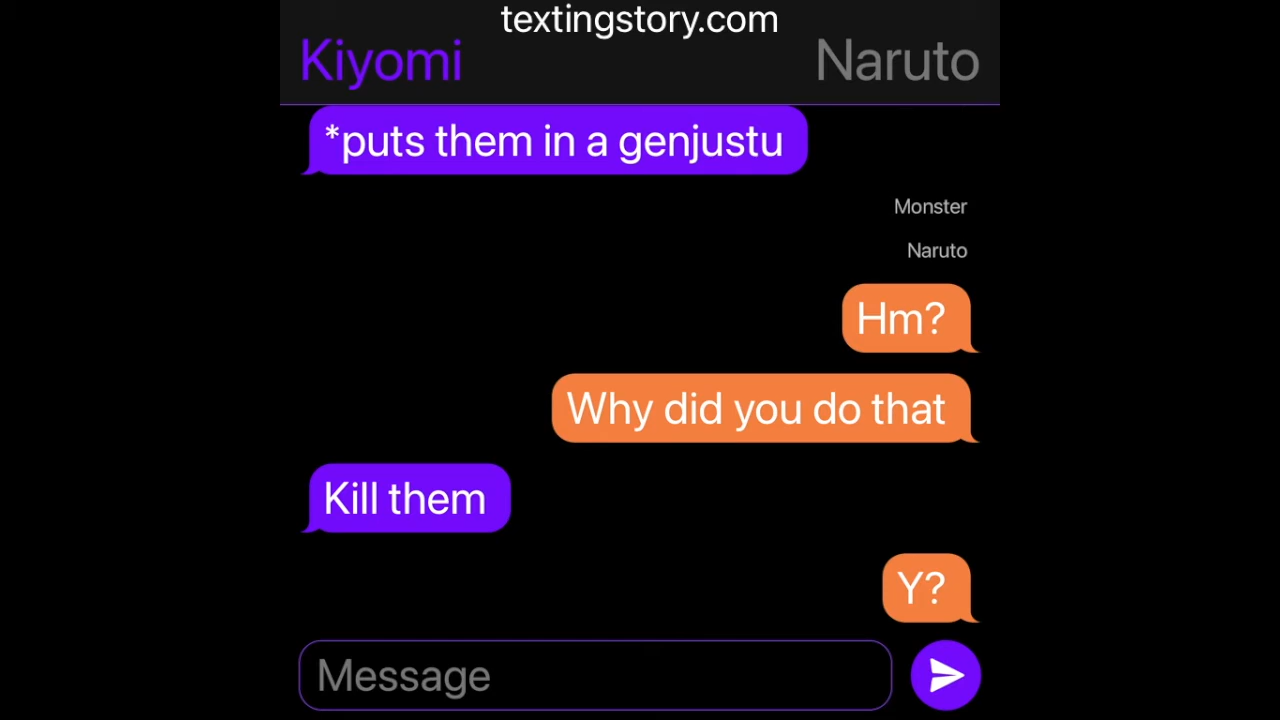 textingstory.com
Kiyomi Naruto
*puts them in a genjustu
Monster
Naruto
Hm?
Why did you do that
Kill them
Y?
Message